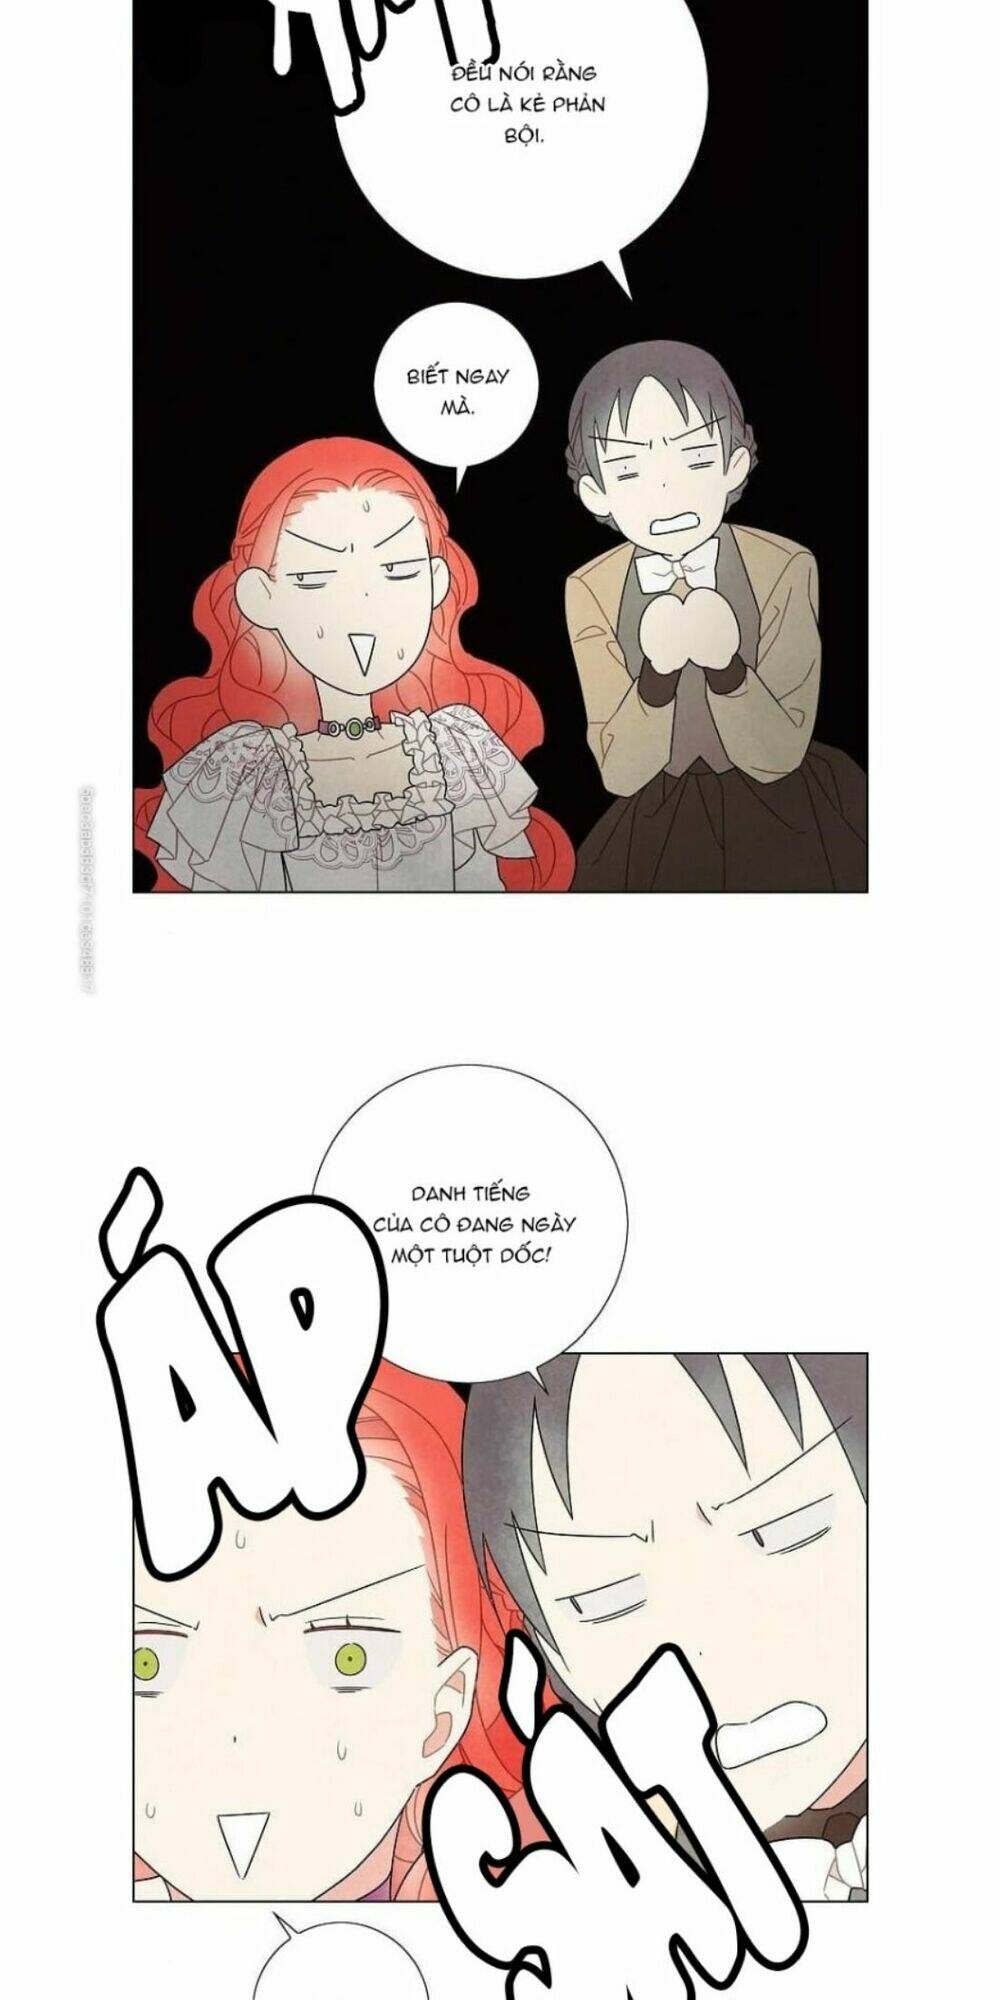 ĐỀU NÓI RẰNG
CÔ LÀ KẺ PHẢN
BỘI.
BIẾT NGAY
MÀ.
DANH TIẾNG
CỦA CÔ ĐANG NGÀY
MỘT TUỘT DỐC!
ÁP
SÁT